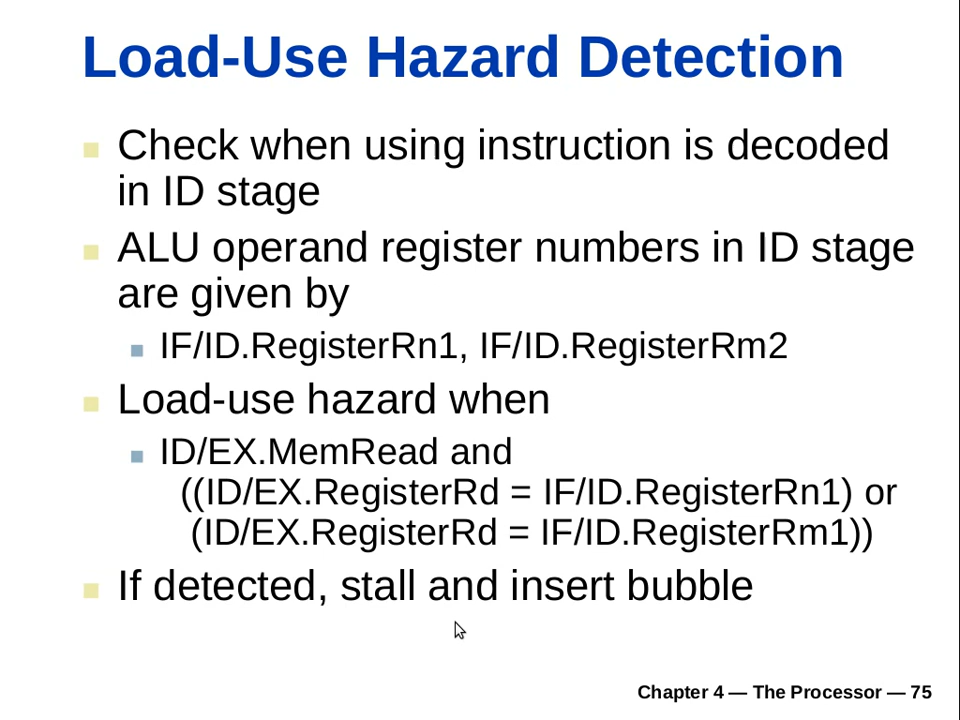 Load-Use Hazard Detection
Check when using instruction is decoded
in ID stage
ALU operand register numbers in ID stage
are given by
IF/ID.RegisterRn1, IF/ID.RegisterRm2
Load-use hazard when
ID/EX.MemRead and
((ID/EX.RegisterRd = IF/ID.RegisterRn1) or
(ID/EX.RegisterRd = IF/ID.RegisterRm1))
If detected, stall and insert bubble
Chapter 4 — The Processor — 75